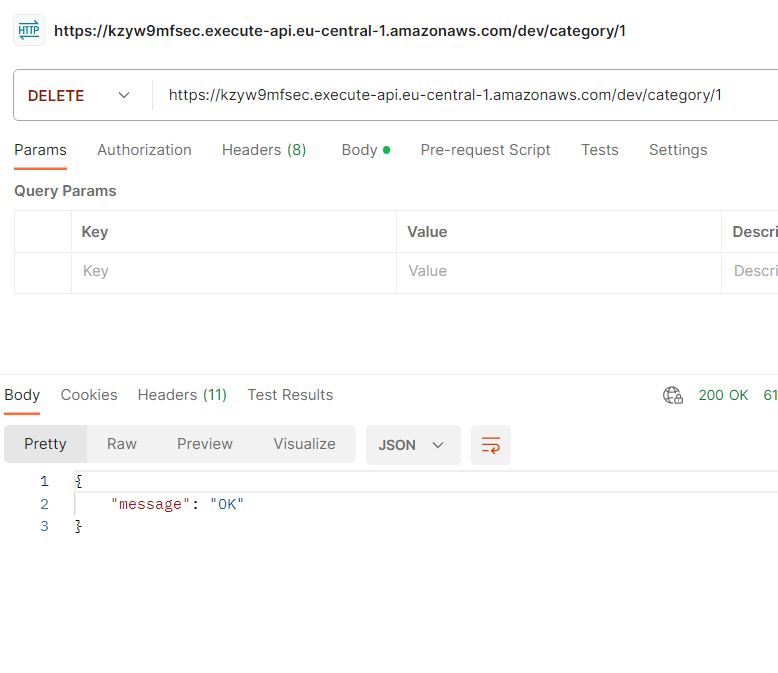 HTTP https://kzyw9mfsec.execute-api.eu-central-1.amazonaws.com/dev/category/1
DELETE https://kzyw9mfsec.execute-api.eu-central-1.amazonaws.com/dev/category/1
Params Authorization Headers (8) Body Pre-request Script Tests Settings
Query Params
Key Value Descri
Key Value Descri
Body Cookies Headers (11) Test Results 200 OK 61
Pretty Raw Preview Visualize JSON
1 {
2 "message": "OK"
3 }